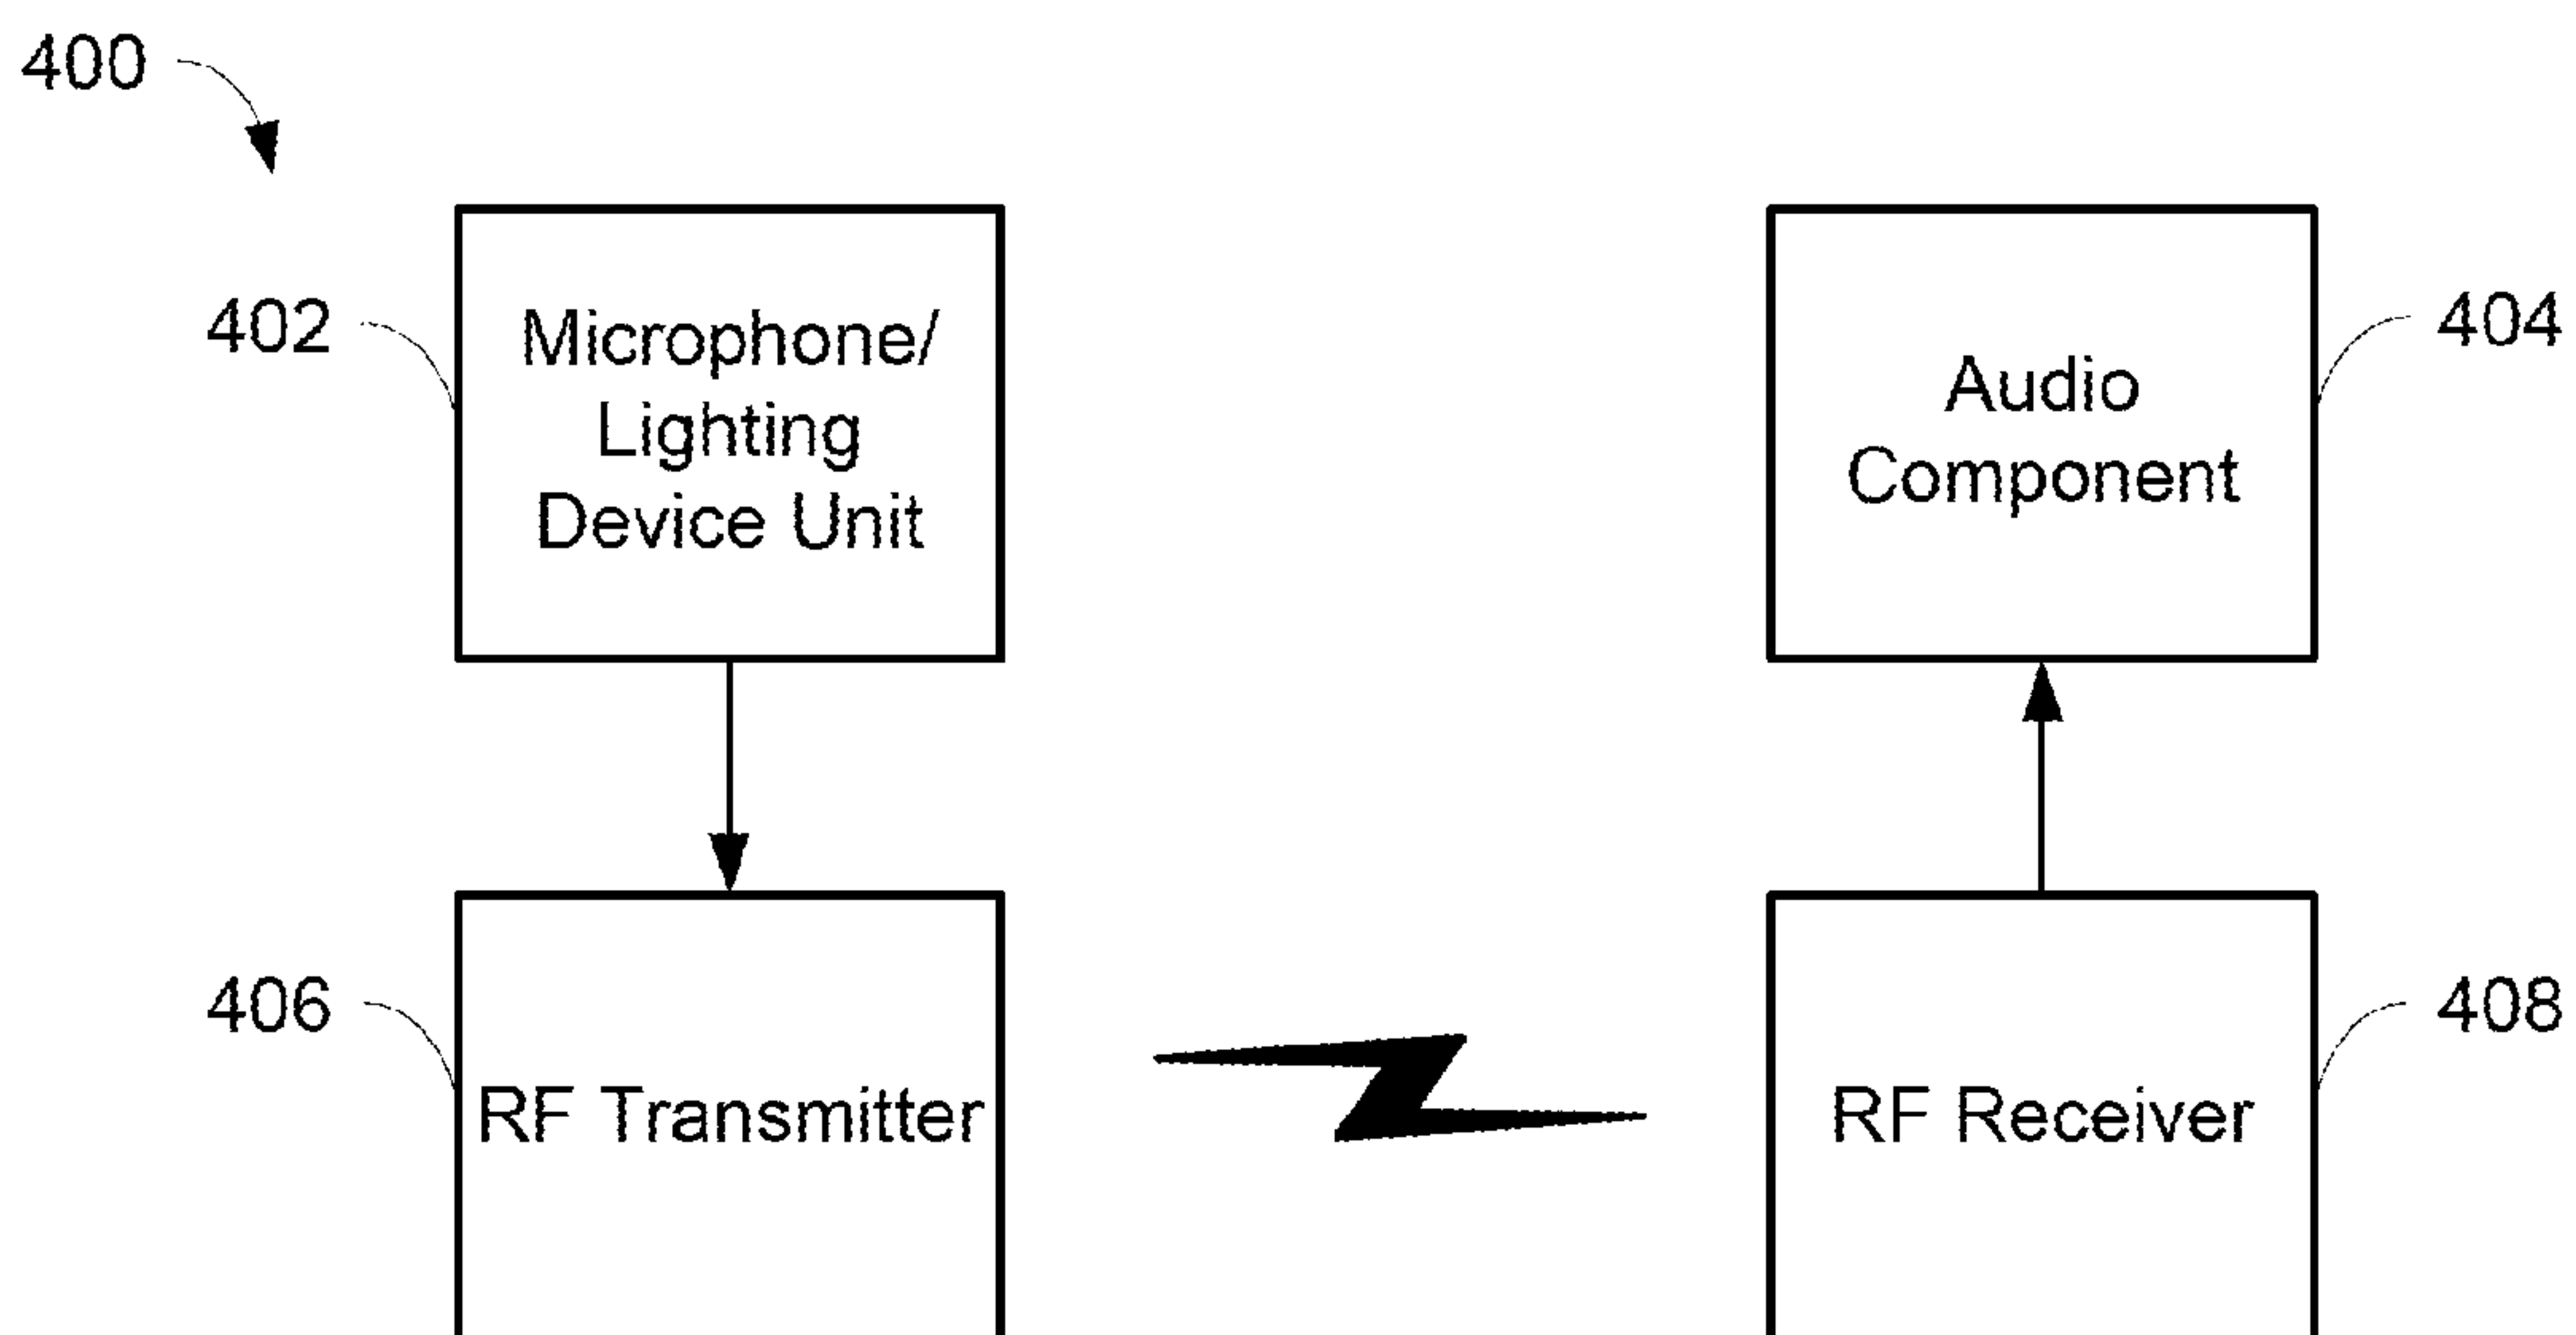 400
402
Microphone/
Lighting
Device Unit
Audio
Component
404
406
RF Transmitter
RF Receiver
408